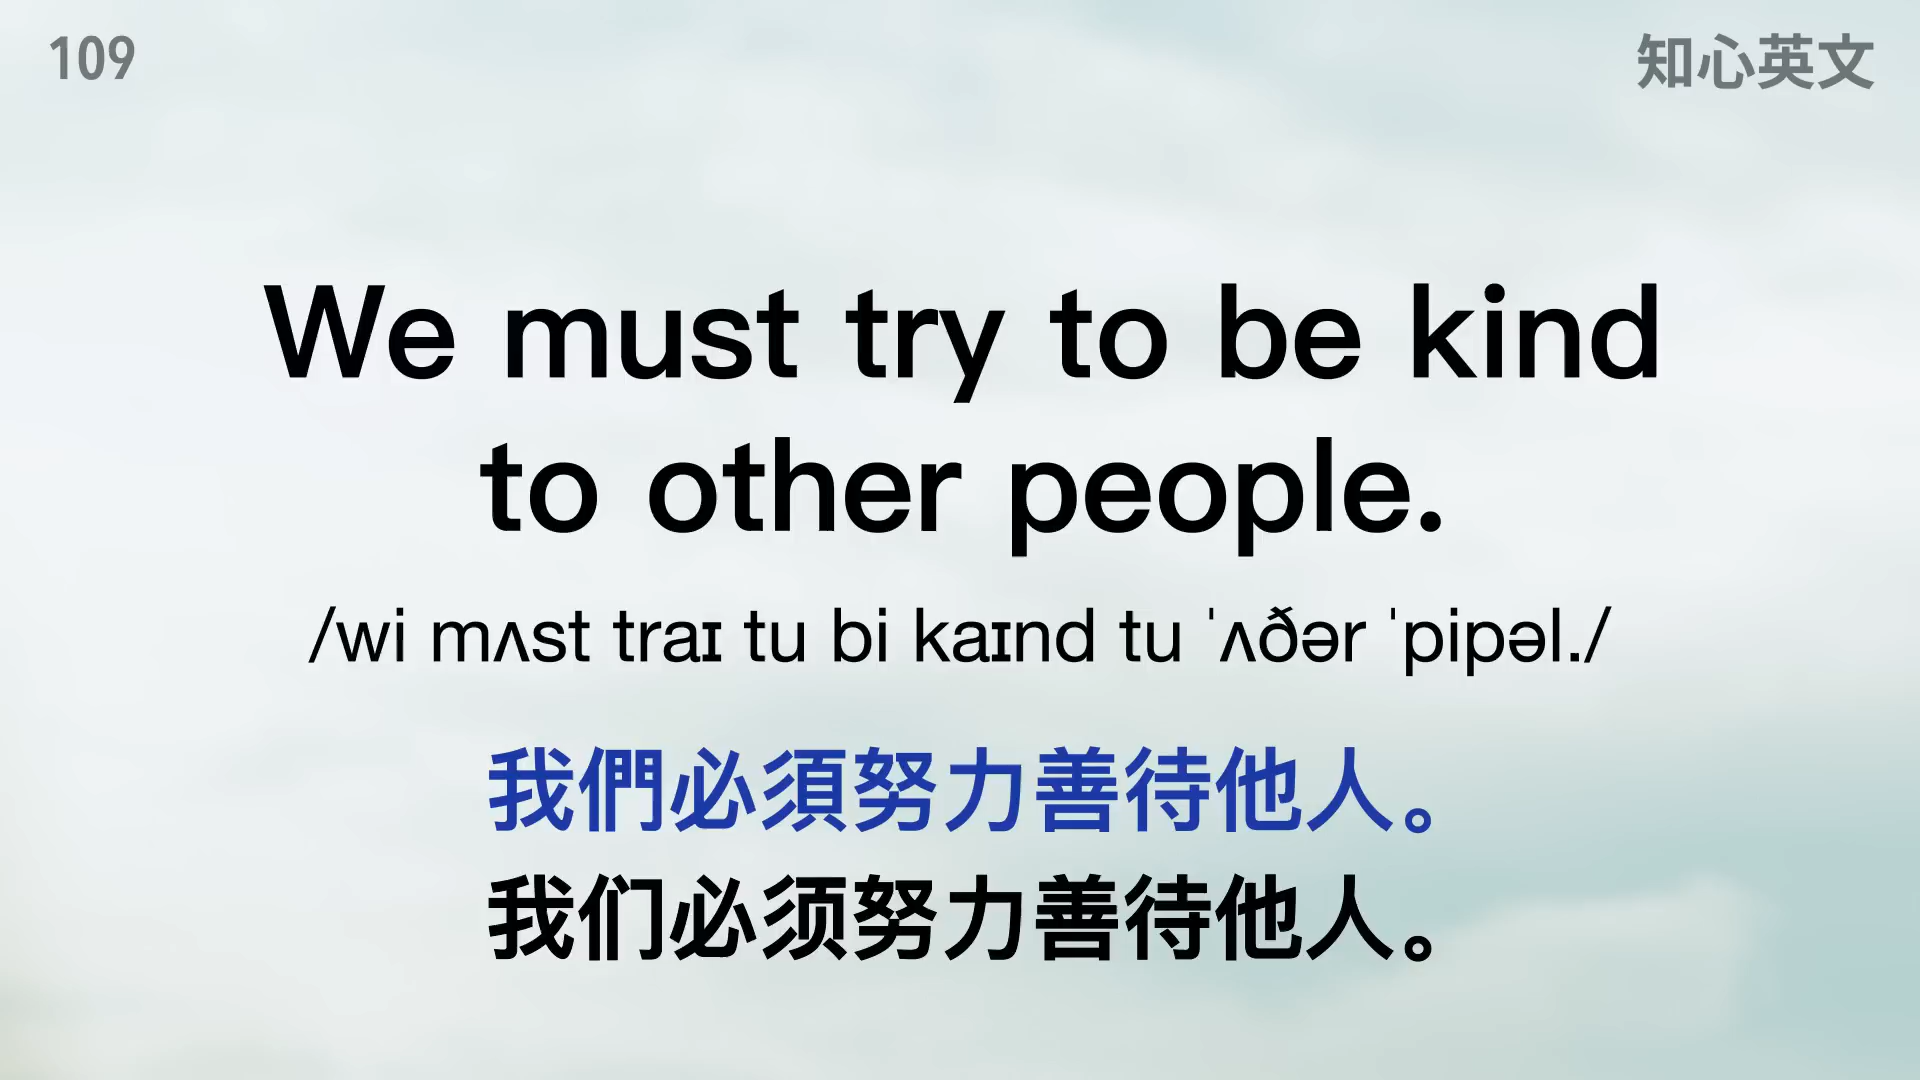 109
知心英文
We must try to be kind
to other people.
/wi mʌst traɪ tu bi kaɪnd tu ˈʌðər ˈpipəl./
我們必須努力善待他人。
我们必须努力善待他人。